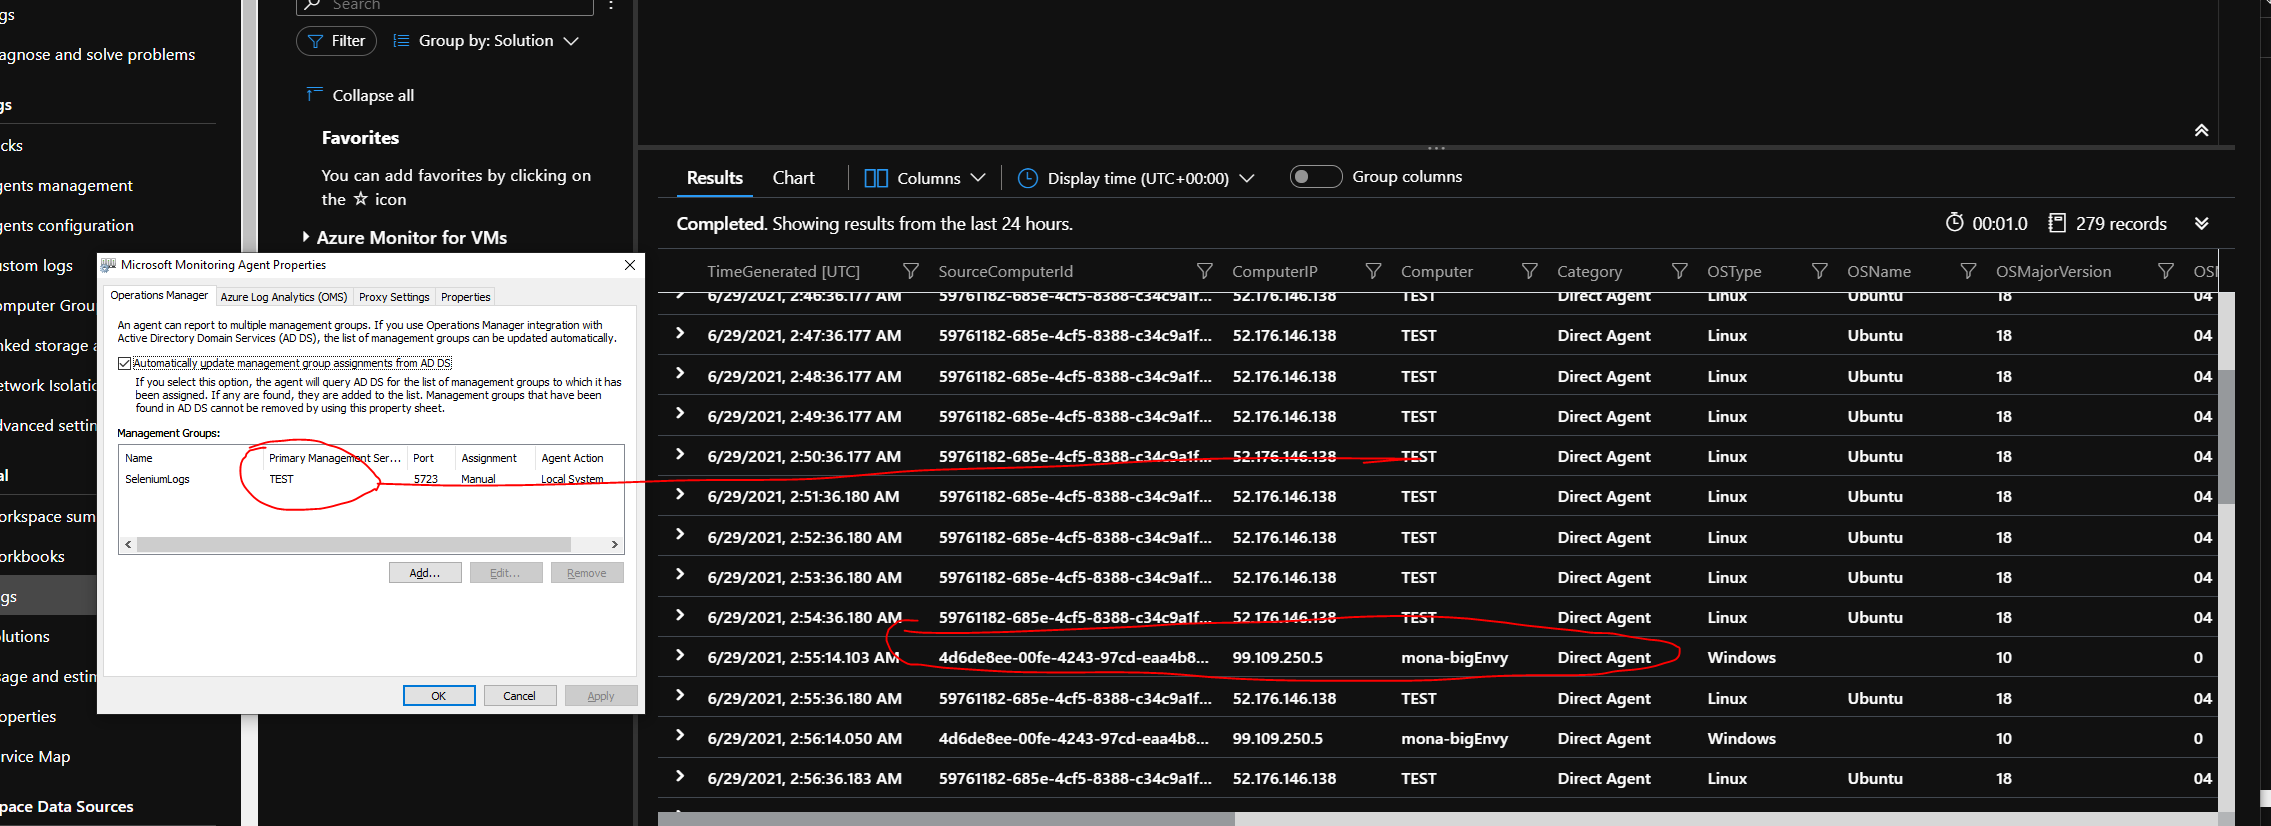 gs
agnose and solve problems
gs
cks
gents management
gents configuration
ustom logs
omputer Grou
nked storage a
etwork Isolatic
dvanced settin
al
orkspace sum
orkbooks
gs
olutions
sage and estin
operties
rvice Map
pace Data Sources
Search
Filter
Group by: Solution
Collapse all
Favorites
You can add favorites by clicking on
the ☆ icon
Azure Monitor for VMs
Microsoft Monitoring Agent Properties
Operations Manager Azure Log Analytics (OMS) Proxy Settings Properties
An agent can report to multiple management groups. If you use Operations Manager integration with
Active Directory Domain Services (AD DS), the list of management groups can be updated automatically.
Automatically update management group assignments from AD DS
If you select this option, the agent will query AD DS for the list of management groups to which it has
been assigned. If any are found, they are added to the list. Management groups that have been
found in AD DS cannot be removed by using this property sheet.
Management Groups:
Name Primary Management Ser... Port Assignment Agent Action
SeleniumLogs TEST 5723 Manual Local System
Add... Edit... Remove
OK Cancel Apply
Results Chart Columns Display time (UTC+00:00) Group columns
Completed. Showing results from the last 24 hours. 00:01.0 279 records
TimeGenerated [UTC] SourceComputerId ComputerIP Computer Category OSType OSName OSMajorVersion OSI
6/29/2021, 2:46:36.177 AM 59761182-685e-4cf5-8388-c34c9a1f... 52.176.146.138 TEST Direct Agent Linux Ubuntu 18 04
6/29/2021, 2:47:36.177 AM 59761182-685e-4cf5-8388-c34c9a1f... 52.176.146.138 TEST Direct Agent Linux Ubuntu 18 04
6/29/2021, 2:48:36.177 AM 59761182-685e-4cf5-8388-c34c9a1f... 52.176.146.138 TEST Direct Agent Linux Ubuntu 18 04
6/29/2021, 2:49:36.177 AM 59761182-685e-4cf5-8388-c34c9a1f... 52.176.146.138 TEST Direct Agent Linux Ubuntu 18 04
6/29/2021, 2:50:36.177 AM 59761182-685e-4cf5-8388-c34c9a1f... 52.176.146.138 TEST Direct Agent Linux Ubuntu 18 04
6/29/2021, 2:51:36.180 AM 59761182-685e-4cf5-8388-c34c9a1f... 52.176.146.138 TEST Direct Agent Linux Ubuntu 18 04
6/29/2021, 2:52:36.180 AM 59761182-685e-4cf5-8388-c34c9a1f... 52.176.146.138 TEST Direct Agent Linux Ubuntu 18 04
6/29/2021, 2:53:36.180 AM 59761182-685e-4cf5-8388-c34c9a1f... 52.176.146.138 TEST Direct Agent Linux Ubuntu 18 04
6/29/2021, 2:54:36.180 AM 59761182-685e-4cf5-8388-c34c9a1f... 52.176.146.138 TEST Direct Agent Linux Ubuntu 18 04
6/29/2021, 2:55:14.103 AM 4d6de8ee-00fe-4243-97cd-eaa4b8... 99.109.250.5 mona-bigEnvy Direct Agent Windows 10 0
6/29/2021, 2:55:36.180 AM 59761182-685e-4cf5-8388-c34c9a1f... 52.176.146.138 TEST Direct Agent Linux Ubuntu 18 04
6/29/2021, 2:56:14.050 AM 4d6de8ee-00fe-4243-97cd-eaa4b8... 99.109.250.5 mona-bigEnvy Direct Agent Windows 10 0
6/29/2021, 2:56:36.183 AM 59761182-685e-4cf5-8388-c34c9a1f... 52.176.146.138 TEST Direct Agent Linux Ubuntu 18 04